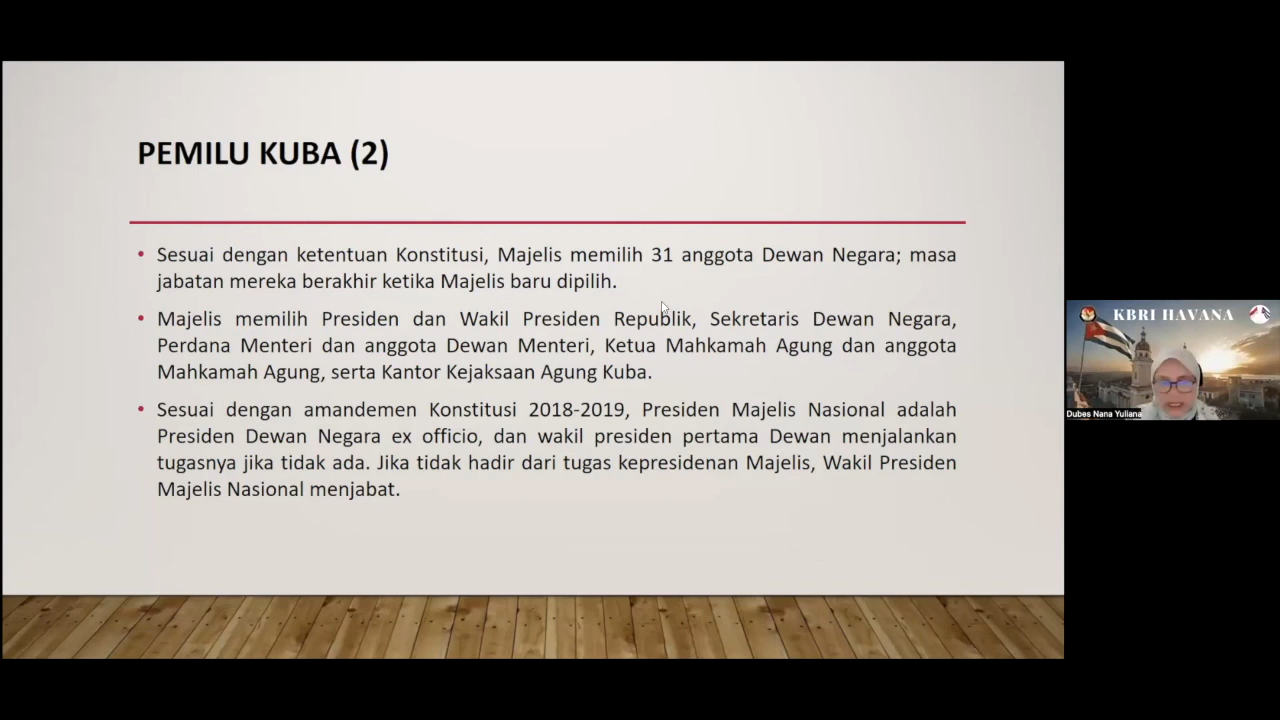 PEMILU KUBA (2)
• Sesuai dengan ketentuan Konstitusi, Majelis memilih 31 anggota Dewan Negara; masa
jabatan mereka berakhir ketika Majelis baru dipilih.
• Majelis memilih Presiden dan Wakil Presiden Republik, Sekretaris Dewan Negara,
Perdana Menteri dan anggota Dewan Menteri, Ketua Mahkamah Agung dan anggota
Mahkamah Agung, serta Kantor Kejaksaan Agung Kuba.
• Sesuai dengan amandemen Konstitusi 2018-2019, Presiden Majelis Nasional adalah
Presiden Dewan Negara ex officio, dan wakil presiden pertama Dewan menjalankan
tugasnya jika tidak ada. Jika tidak hadir dari tugas kepresidenan Majelis, Wakil Presiden
Majelis Nasional menjabat.
KBRI HAVANA
Dubes Nana Yuliana